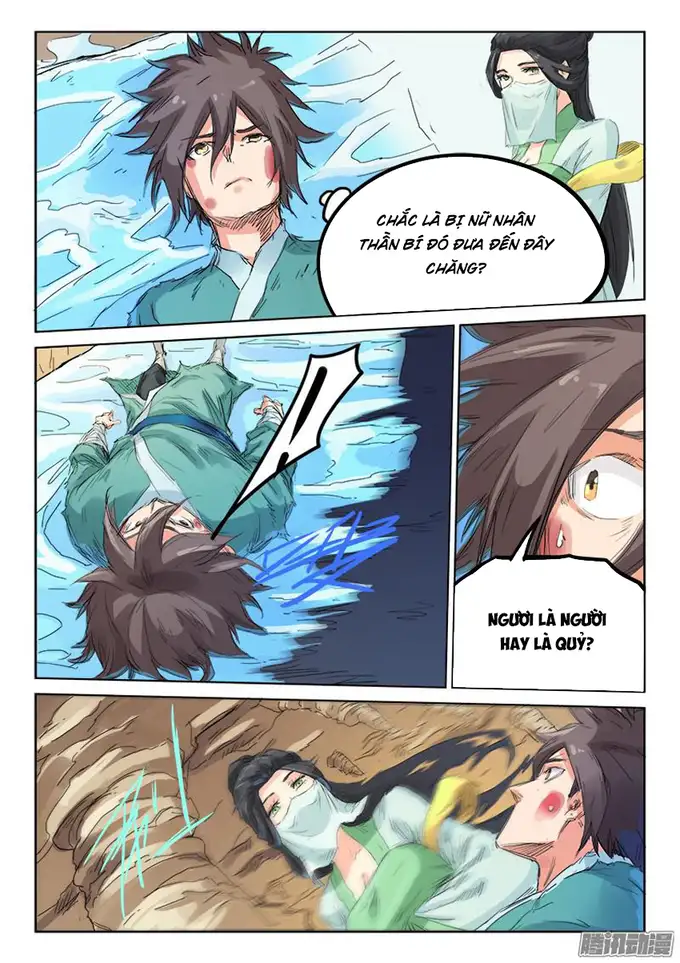 CHẮC LÀ BỊ NỮ NHÂN
THẦN BÍ ĐÓ ĐƯA ĐẾN ĐÂY
CHĂNG?
!
NGƯƠI LÀ NGƯỜI
HAY LÀ QUỶ?
腾讯动漫